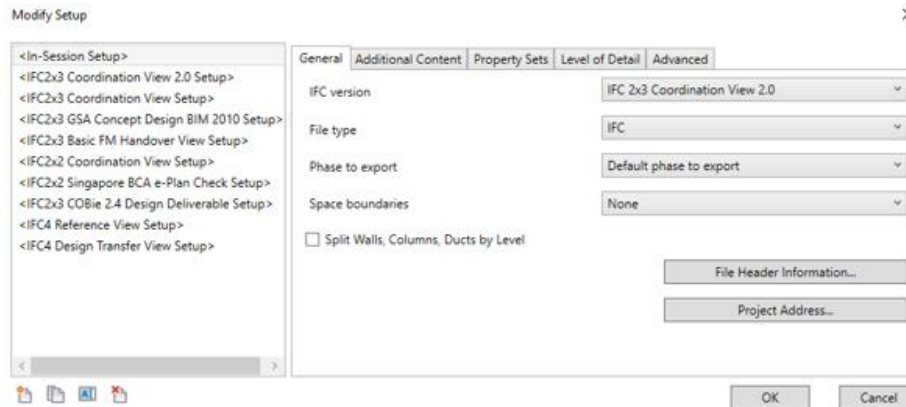 Modify Setup
<In-Session Setup>
<IFC2x3 Coordination View 2.0 Setup>
<IFC2x3 Coordination View Setup>
<IFC2x3 GSA Concept Design BIM 2010 Setup>
<IFC2x3 Basic FM Handover View Setup>
<IFC2x2 Coordination View Setup>
<IFC2x2 Singapore BCA e-Plan Check Setup>
<IFC2x3 COBie 2.4 Design Deliverable Setup>
<IFC4 Reference View Setup>
<IFC4 Design Transfer View Setup>
General Additional Content Property Sets Level of Detail Advanced
IFC version IFC 2x3 Coordination View 2.0
File type IFC
Phase to export Default phase to export
Space boundaries None
Split Walls, Columns, Ducts by Level
File Header Information...
Project Address...
OK Cancel